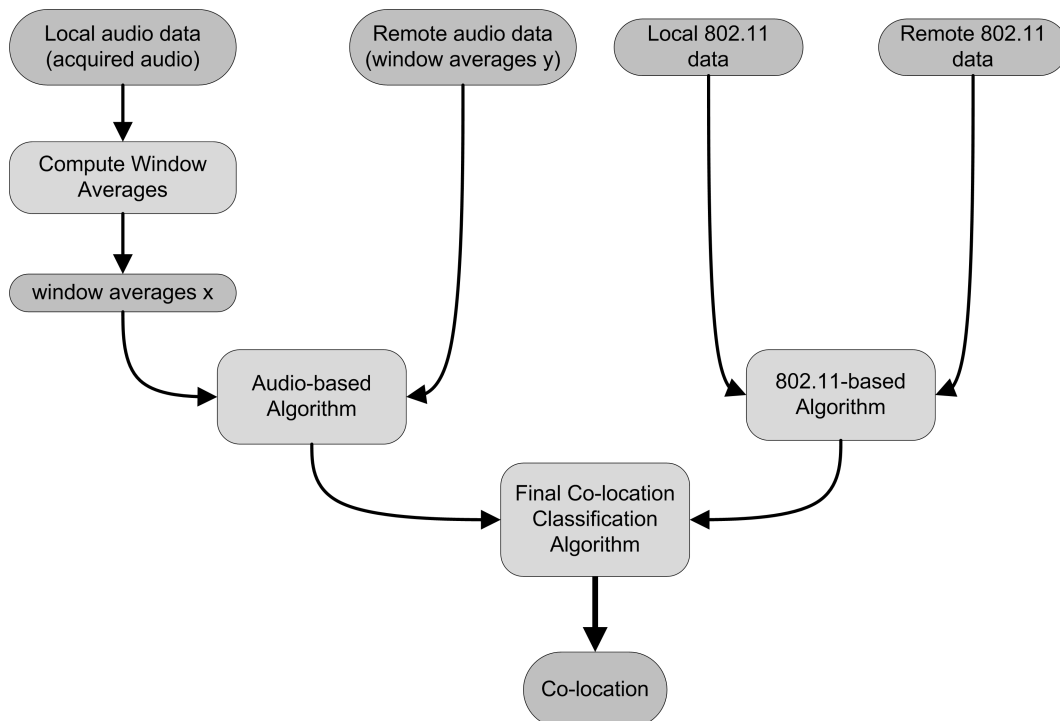 Local audio data
(acquired audio)
Remote audio data
(window averages y)
Local 802.11
data
Remote 802.11
data
Compute Window
Averages
window averages x
Audio-based
Algorithm
802.11-based
Algorithm
Final Co-location
Classification
Algorithm
Co-location